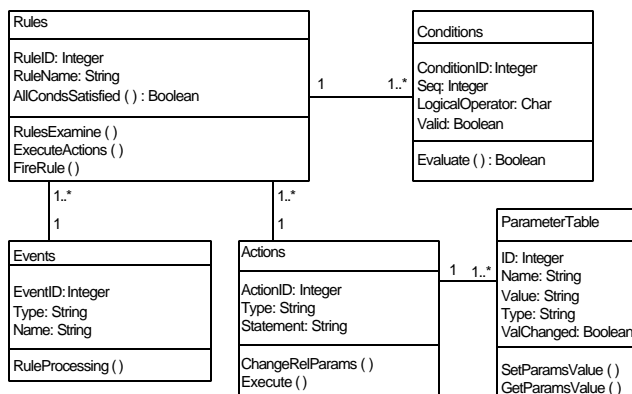 Rules
RuleID: Integer
RuleName: String
AllCondsSatisfied ( ) : Boolean
RulesExamine ( )
ExecuteActions ( )
FireRule ( )
1
1..*
Conditions
ConditionID: Integer
Seq: Integer
LogicalOperator: Char
Valid: Boolean
Evaluate ( ) : Boolean
1..*
1
1..*
1
Events
EventID: Integer
Type: String
Name: String
RuleProcessing ( )
Actions
ActionID: Integer
Type: String
Statement: String
ChangeRelParams ( )
Execute ( )
1
1..*
ParameterTable
ID: Integer
Name: String
Value: String
Type: String
ValChanged: Boolean
SetParamsValue ( )
GetParamsValue ( )